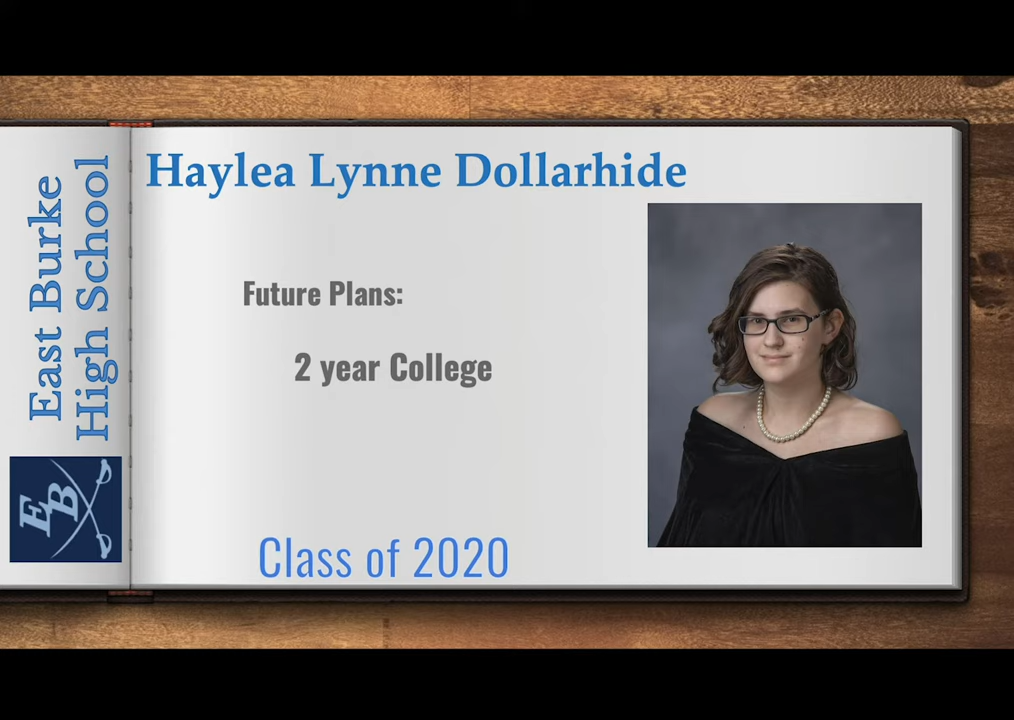 East Burke
High School
EB
Haylea Lynne Dollarhide
Future Plans:
2 year College
Class of 2020